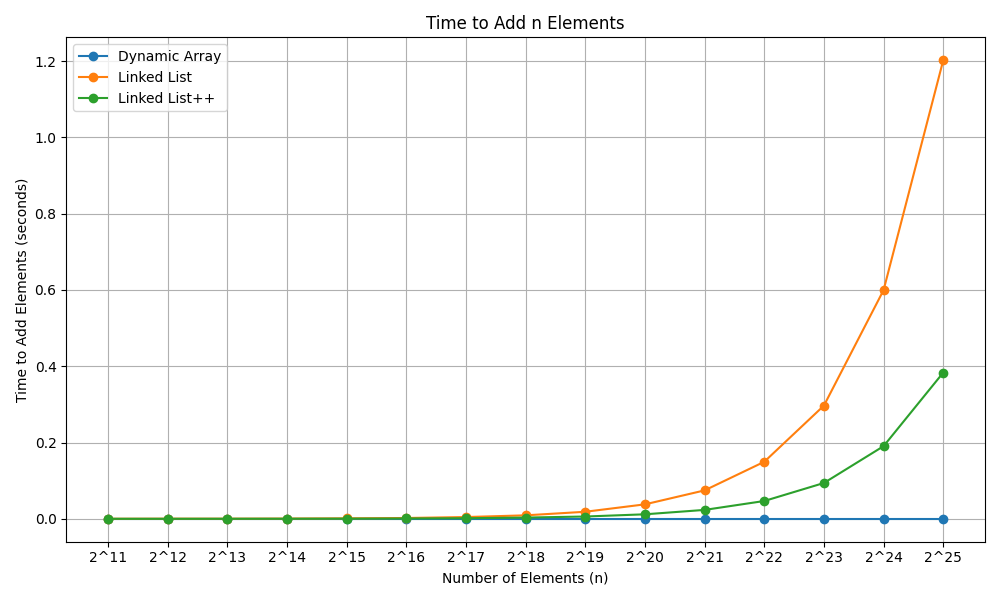 Time to Add n Elements
Dynamic Array
Linked List
Linked List++
Time to Add Elements (seconds)
1.2
1.0
0.8
0.6
0.4
0.2
0.0
2^11 2^12 2^13 2^14 2^15 2^16 2^17 2^18 2^19 2^20 2^21 2^22 2^23 2^24 2^25
Number of Elements (n)